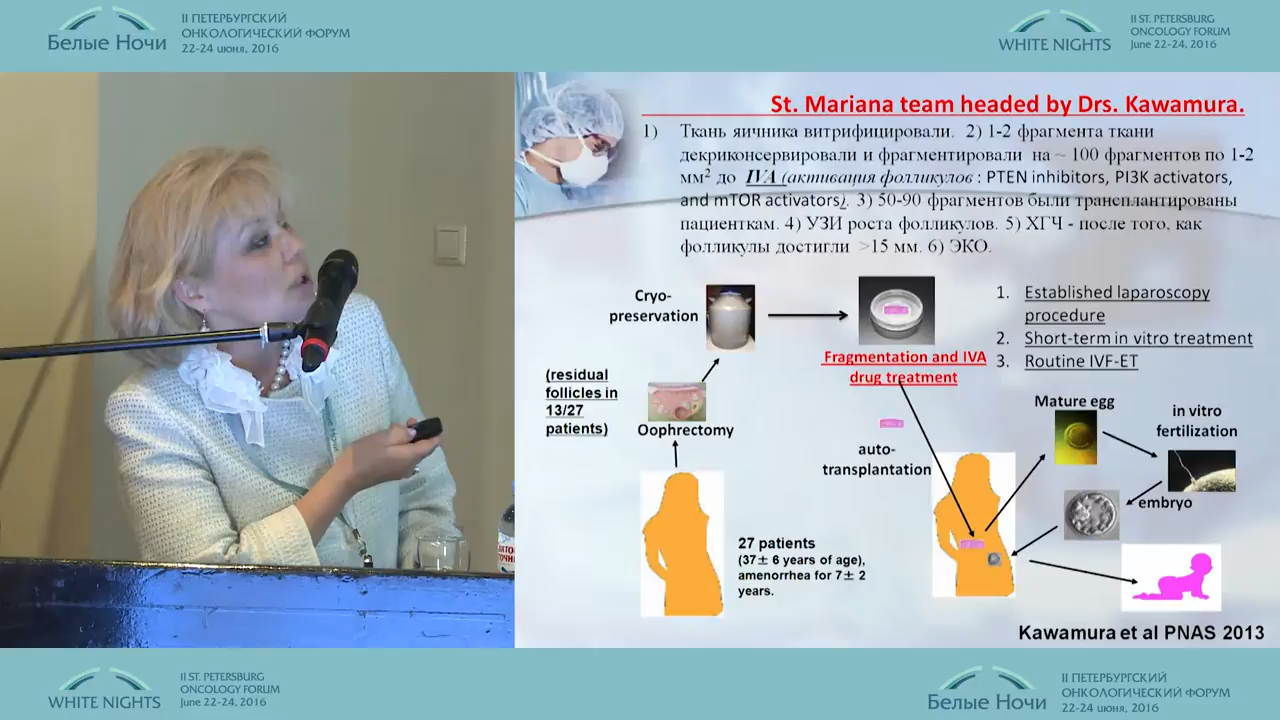 II ПЕТЕРБУРГСКИЙ
ОНКОЛОГИЧЕСКИЙ ФОРУМ
22-24 июня, 2016
Белые Ночи
II ST. PETERSBURG
ONCOLOGY FORUM
June 22-24, 2016
WHITE NIGHTS
St. Mariana team headed by Drs. Kawamura.
1) Ткань яичника витрифицировали. 2) 1-2 фрагмента ткани
декриконсервировали и фрагментировали на ~ 100 фрагментов по 1-2
мм² до IVA (активация фолликулов : PTEN inhibitors, PI3K activators,
and mTOR activators). 3) 50-90 фрагментов были трансплантированы
пациенткам. 4) УЗИ роста фолликулов. 5) ХГЧ - после того, как
фолликулы достигли >15 мм. 6) ЭКО.
Cryo-
preservation
Fragmentation and IVA
drug treatment
1. Established laparoscopy
procedure
2. Short-term in vitro treatment
3. Routine IVF-ET
(residual
follicles in
13/27
patients)
Oophrectomy
auto-
transplantation
Mature egg
in vitro
fertilization
embryo
27 patients
(37± 6 years of age),
amenorrhea for 7± 2
years.
Kawamura et al PNAS 2013
WHITE NIGHTS
II ST. PETERSBURG
ONCOLOGY FORUM
June 22-24, 2016
Белые Ночи
II ПЕТЕРБУРГСКИЙ
ОНКОЛОГИЧЕСКИЙ ФОРУМ
22-24 июня, 2016